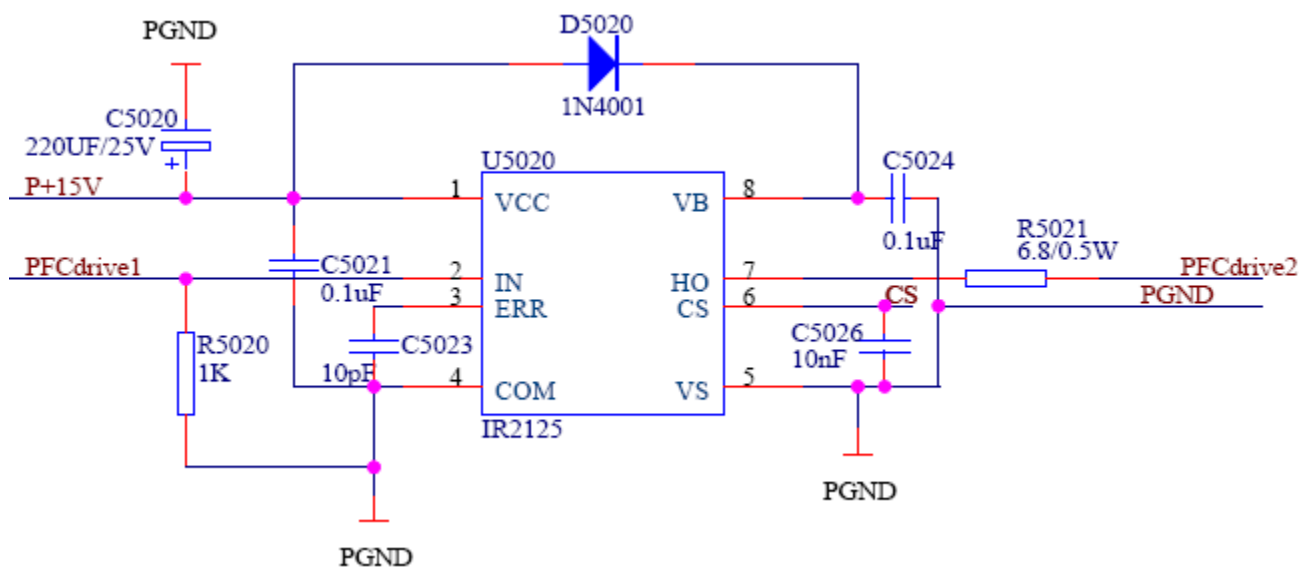 PGND
D5020
1N4001
C5020
220UF/25V
+
P+15V
U5020
C5024
0.1uF
1
VCC
VB
8
R5021
6.8/0.5W
PFCdrive1
C5021
0.1uF
2
IN
HO
7
PFCdrive2
3
ERR
CS
6
CS
PGND
R5020
1K
C5023
10pF
C5026
10nF
4
COM
VS
5
IR2125
PGND
PGND